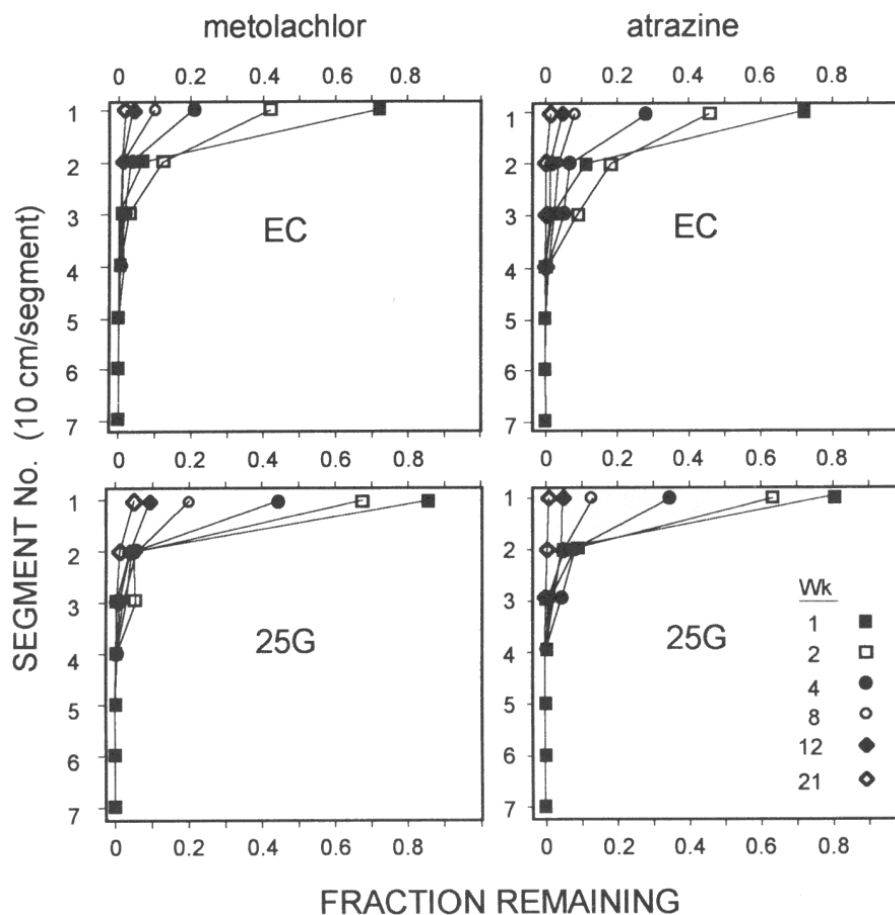 metolachlor atrazine
0 0.2 0.4 0.6 0.8 0 0.2 0.4 0.6 0.8
1 1
2 2
3 3
EC EC
4 4
5 5
6 6
7 7
SEGMENT No. (10 cm/segment)
0 0.2 0.4 0.6 0.8 0 0.2 0.4 0.6 0.8
1 1
2 2
3 3
25G 25G
4 4
5 5
6 6
7 7
Wk
1
2
4
8
12
21
0 0.2 0.4 0.6 0.8 0 0.2 0.4 0.6 0.8
FRACTION REMAINING